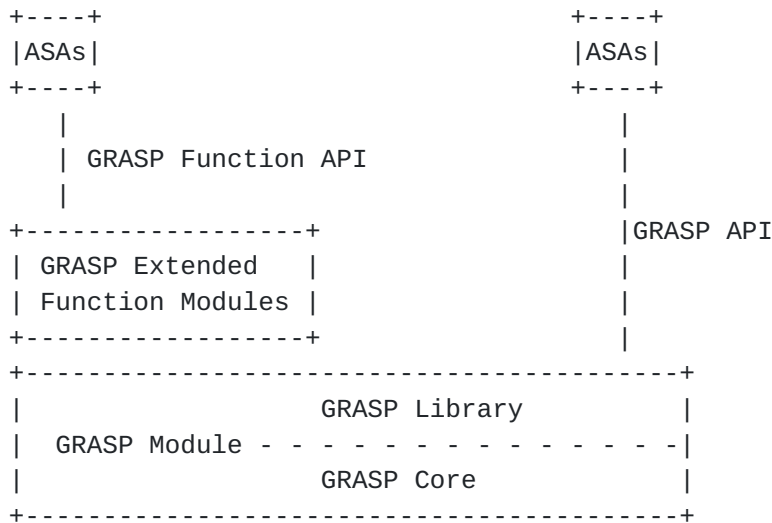 ASAs ASAs
GRASP Function API
GRASP API
GRASP Extended
Function Modules
GRASP Library
GRASP Module
GRASP Core